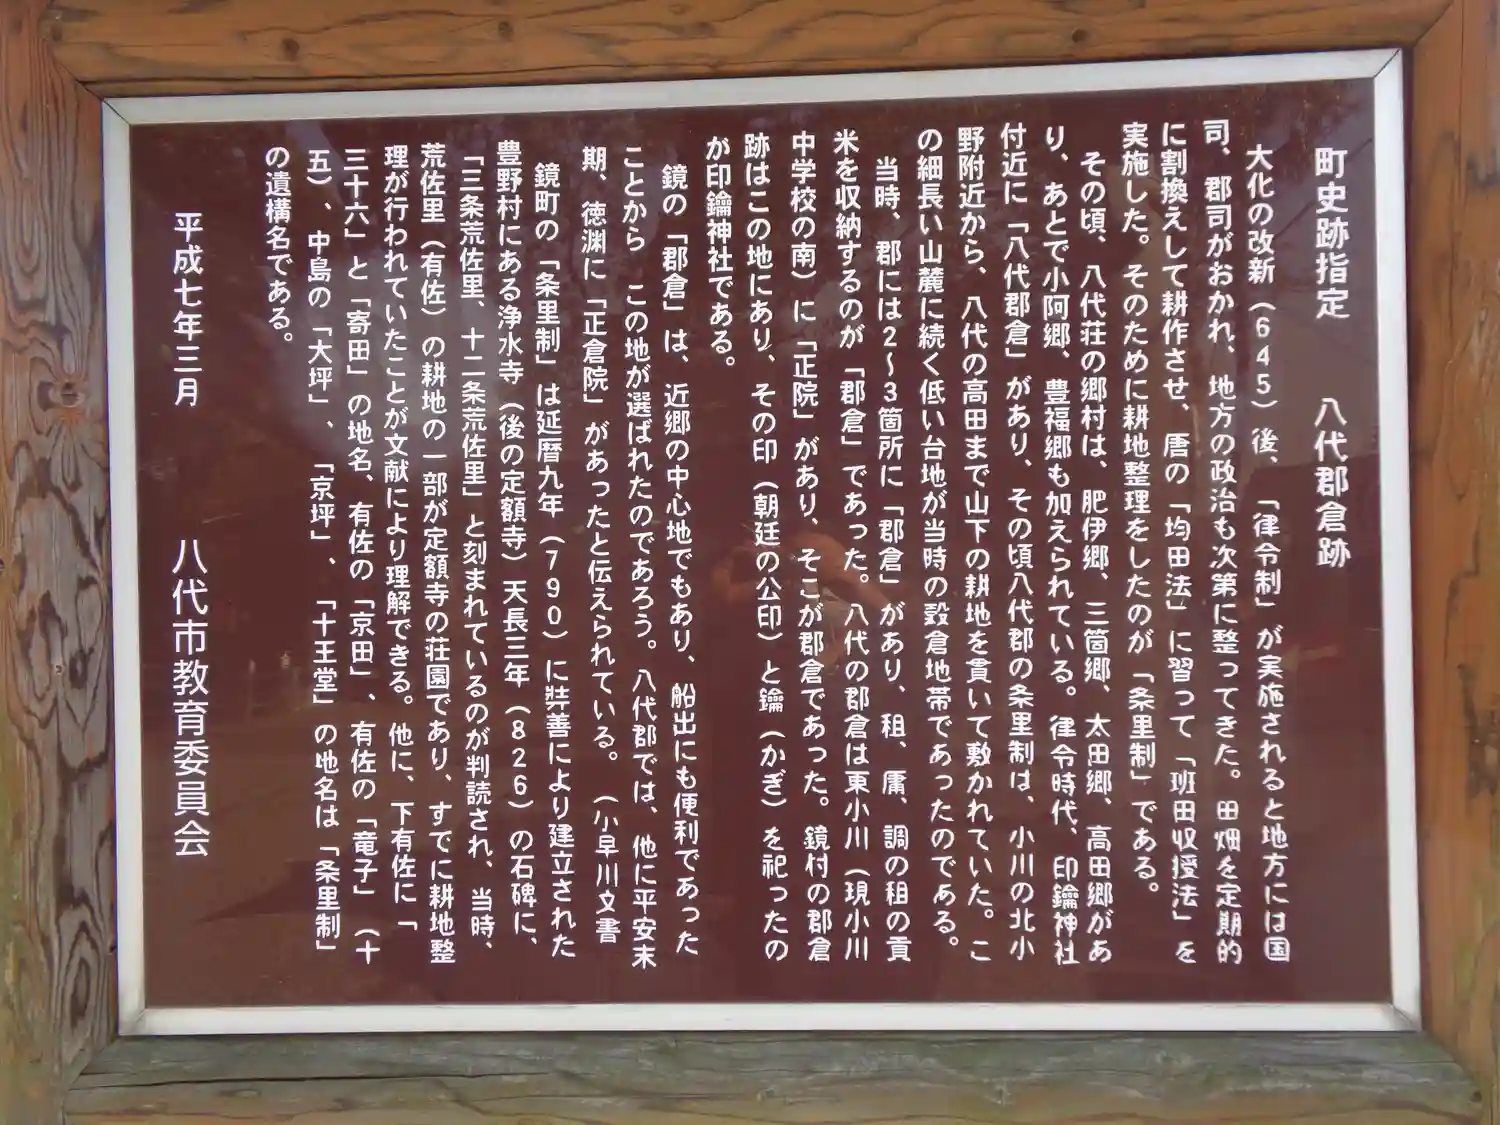 町史跡指定　八代郡倉跡
大化の改新（645）後、「律令制」が実施されると地方には国
司、郡司がおかれ、地方の政治も次第に整ってきた。田畑を定期的
に割換えして耕作させ、唐の「均田法」に習って「班田収授法」を
実施した。そのために耕地整理をしたのが「条里制」である。
その頃、八代荘の郷村は、肥伊郷、三箇郷、太田郷、高田郷があ
り、あとで小阿郷、豊福郷も加えられている。律令時代、印鑰神社
付近に「八代郡倉」があり、その頃八代郡の条里制は、小川の北小
野附近から、八代の高田まで山下の耕地を貫いて敷かれていた。こ
の細長い山麓に続く低い台地が当時の穀倉地帯であったのである。
当時、郡には2〜3箇所に「郡倉」があり、租、庸、調の租の貢
米を収納するのが「郡倉」であった。八代の郡倉は東小川（現小川
中学校の南）に「正院」があり、そこが郡倉であった。鏡村の郡倉
跡はこの地にあり、その印（朝廷の公印）と鑰（かぎ）を祀ったの
が印鑰神社である。
鏡の「郡倉」は、近郷の中心地でもあり、船出にも便利であった
ことから　この地が選ばれたのであろう。八代郡では、他に平安末
期、徳渊に「正倉院」があったと伝えられている。（小早川文書
鏡町の「条里制」は延暦九年（790）に弉善により建立された
豊野村にある浄水寺（後の定額寺）天長三年（826）の石碑に、
「三条荒佐里、十二条荒佐里」と刻まれているのが判読され、当時、
荒佐里（有佐）の耕地の一部が定額寺の荘園であり、すでに耕地整
理が行われていたことが文献により理解できる。他に、下有佐に「
三十六」と「寄田」の地名、有佐の「京田」、有佐の「竜子」（十
五）、中島の「大坪」、「京坪」、「十王堂」の地名は「条里制」
の遺構名である。
平成七年三月　八代市教育委員会